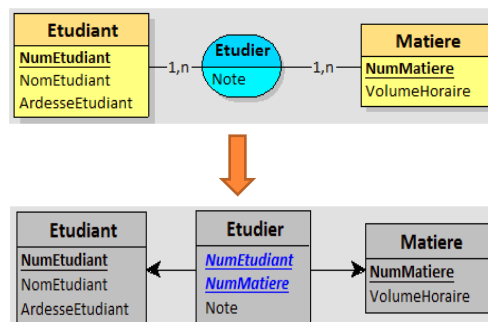 Etudiant
NumEtudiant
NomEtudiant
ArdesseEtudiant
1,n
Etudier
Note
1,n
Matiere
NumMatiere
VolumeHoraire
Etudiant
NumEtudiant
NomEtudiant
ArdesseEtudiant
Etudier
NumEtudiant
NumMatiere
Note
Matiere
NumMatiere
VolumeHoraire